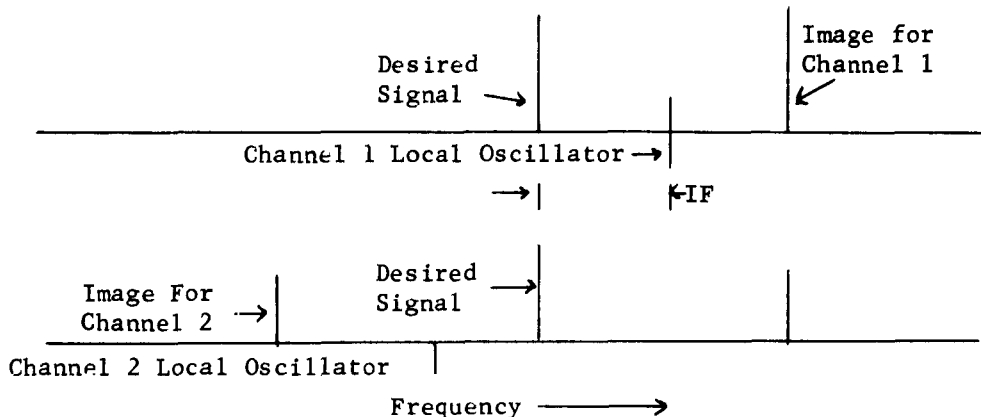 Image for
Channel 1
Desired
Signal
Channel 1 Local Oscillator
IF
Desired
Signal
Image For
Channel 2
Channel 2 Local Oscillator
Frequency